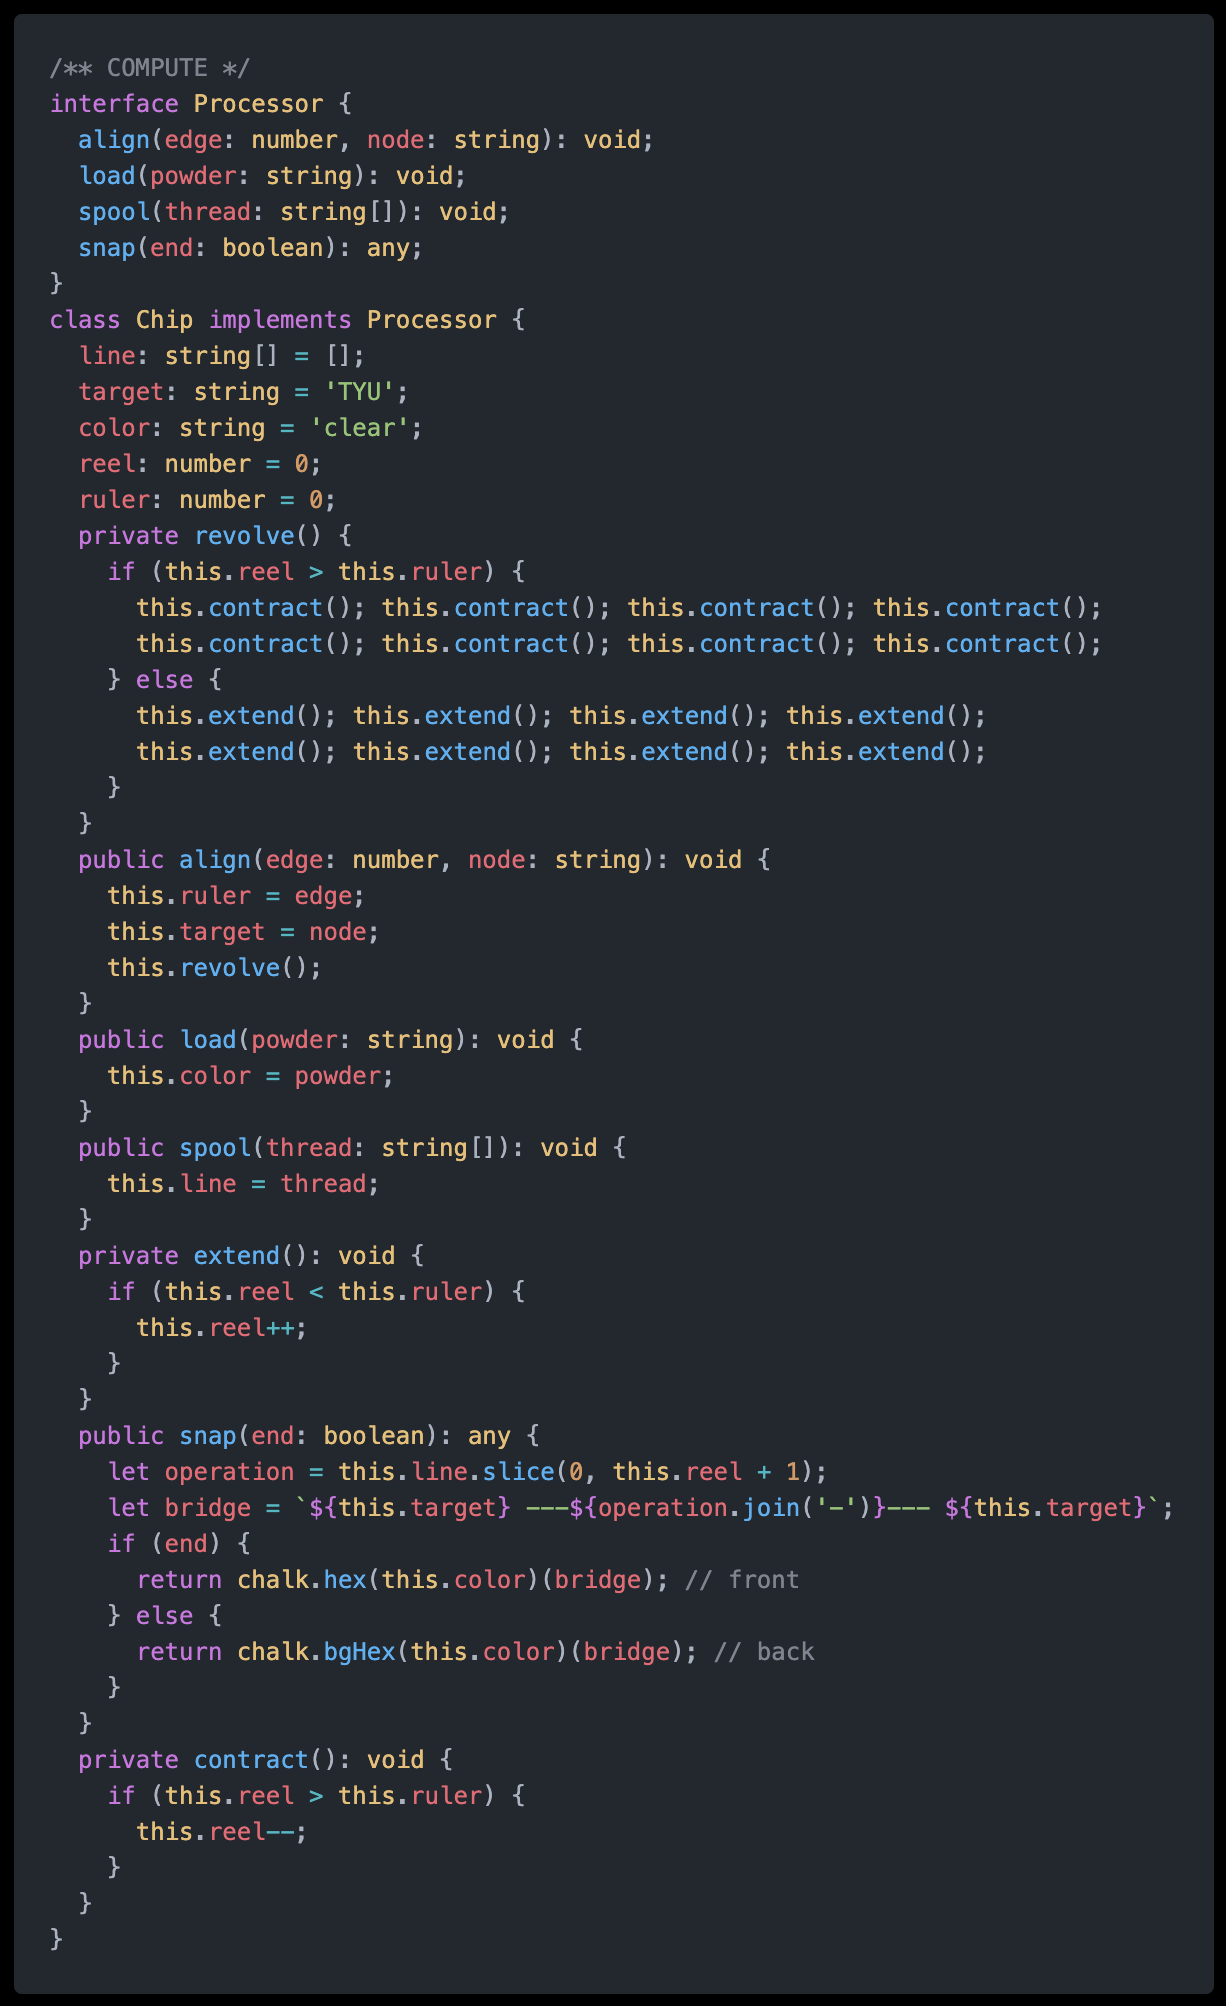 /** COMPUTE */
interface Processor {
  align(edge: number, node: string): void;
  load(powder: string): void;
  spool(thread: string[]): void;
  snap(end: boolean): any;
}
class Chip implements Processor {
  line: string[] = [];
  target: string = 'TYU';
  color: string = 'clear';
  reel: number = 0;
  ruler: number = 0;
  private revolve() {
    if (this.reel > this.ruler) {
      this.contract(); this.contract(); this.contract(); this.contract();
      this.contract(); this.contract(); this.contract(); this.contract();
    } else {
      this.extend(); this.extend(); this.extend(); this.extend();
      this.extend(); this.extend(); this.extend(); this.extend();
    }
  }
  public align(edge: number, node: string): void {
    this.ruler = edge;
    this.target = node;
    this.revolve();
  }
  public load(powder: string): void {
    this.color = powder;
  }
  public spool(thread: string[]): void {
    this.line = thread;
  }
  private extend(): void {
    if (this.reel < this.ruler) {
      this.reel++;
    }
  }
  public snap(end: boolean): any {
    let operation = this.line.slice(0, this.reel + 1);
    let bridge = `${this.target} ---${operation.join('-')}--- ${this.target}`;
    if (end) {
      return chalk.hex(this.color)(bridge); // front
    } else {
      return chalk.bgHex(this.color)(bridge); // back
    }
  }
  private contract(): void {
    if (this.reel > this.ruler) {
      this.reel--;
    }
  }
}